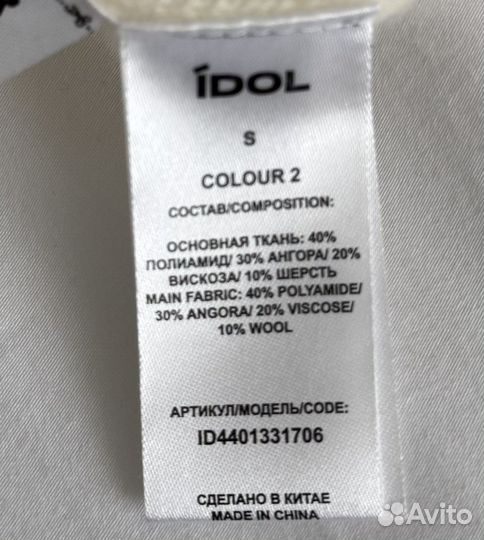 ÍDOL
S
COLOUR 2
СОСТАВ/COMPOSITION:
ОСНОВНАЯ ТКАНЬ: 40%
ПОЛИАМИД/ 30% АНГОРА/ 20%
ВИСКОЗА/ 10% ШЕРСТЬ
MAIN FABRIC: 40% POLYAMIDE/
30% ANGORA/ 20% VISCOSE/
10% WOOL
АРТИКУЛ/МОДЕЛЬ/CODE:
ID4401331706
СДЕЛАНО В КИТАЕ
MADE IN CHINA
Avito